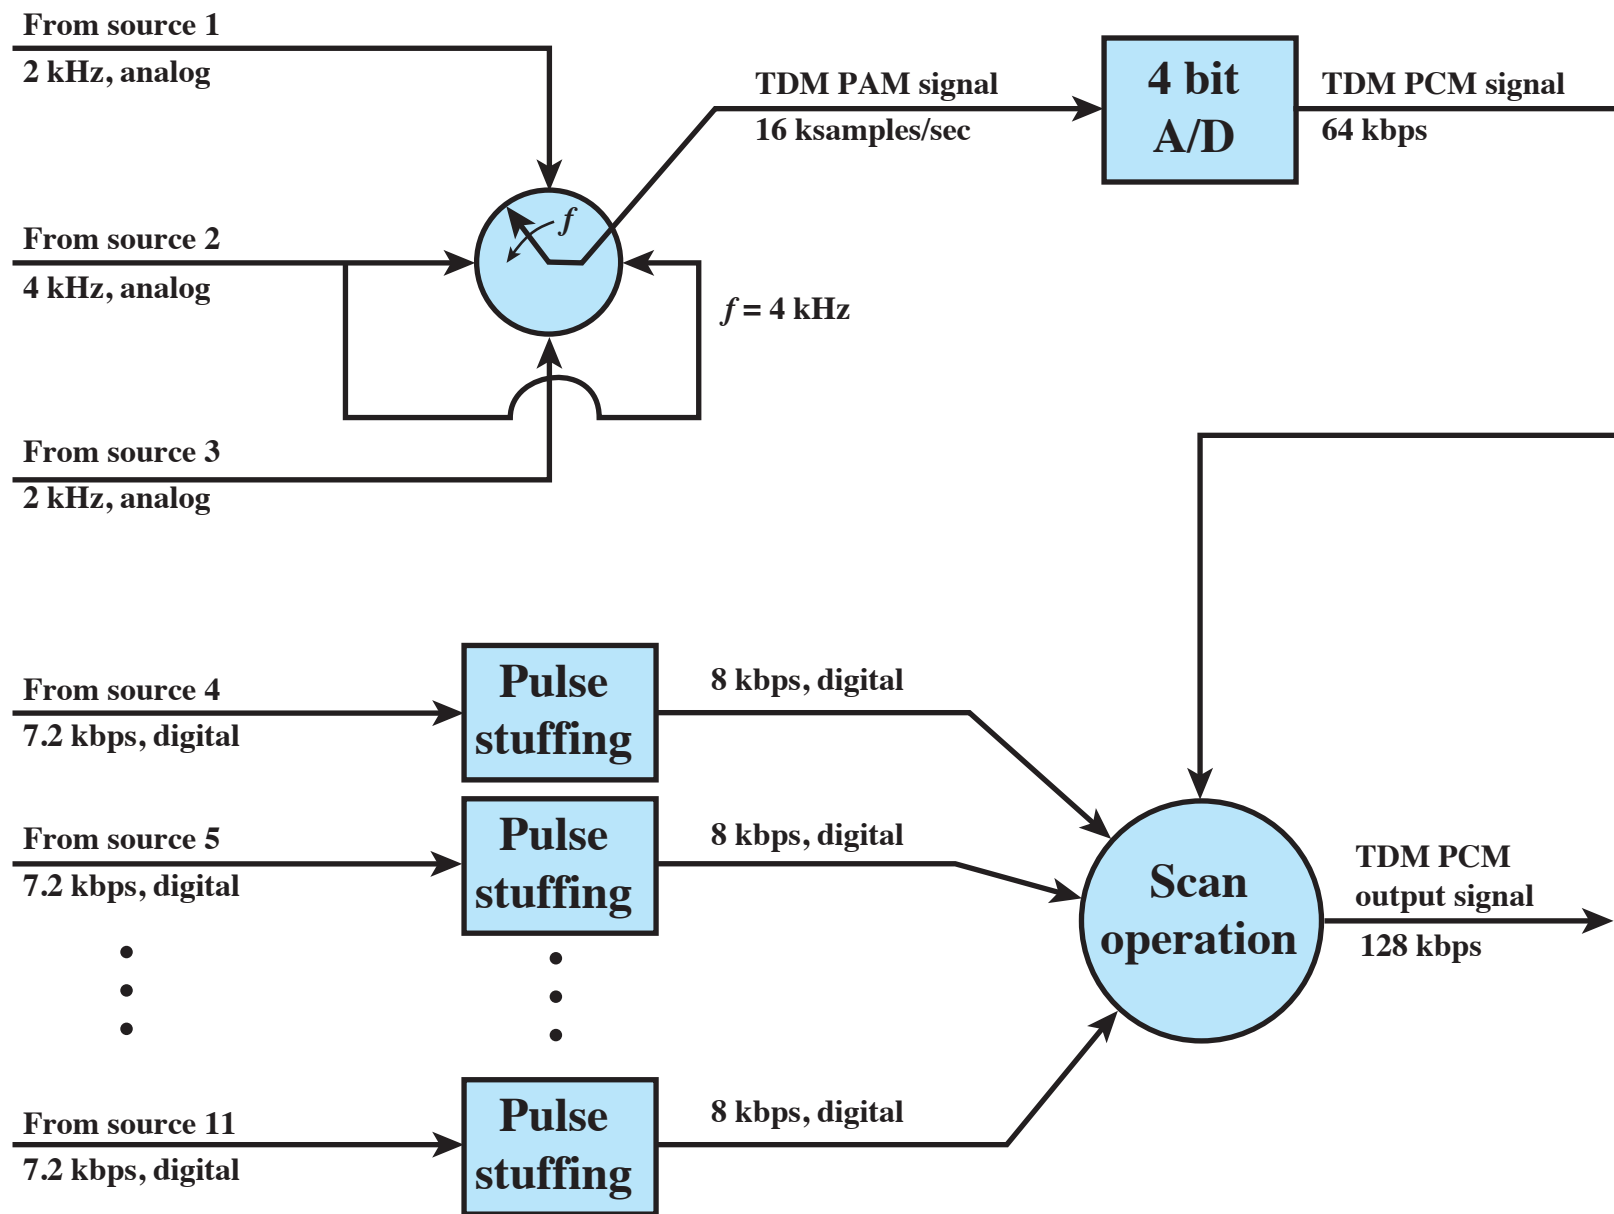 From source 1
2 kHz, analog
TDM PAM signal
16 ksamples/sec
4 bit
A/D
TDM PCM signal
64 kbps
f
From source 2
4 kHz, analog
f = 4 kHz
From source 3
2 kHz, analog
From source 4
7.2 kbps, digital
Pulse
stuffing
8 kbps, digital
From source 5
7.2 kbps, digital
Pulse
stuffing
8 kbps, digital
Scan
operation
TDM PCM
output signal
128 kbps
From source 11
7.2 kbps, digital
Pulse
stuffing
8 kbps, digital